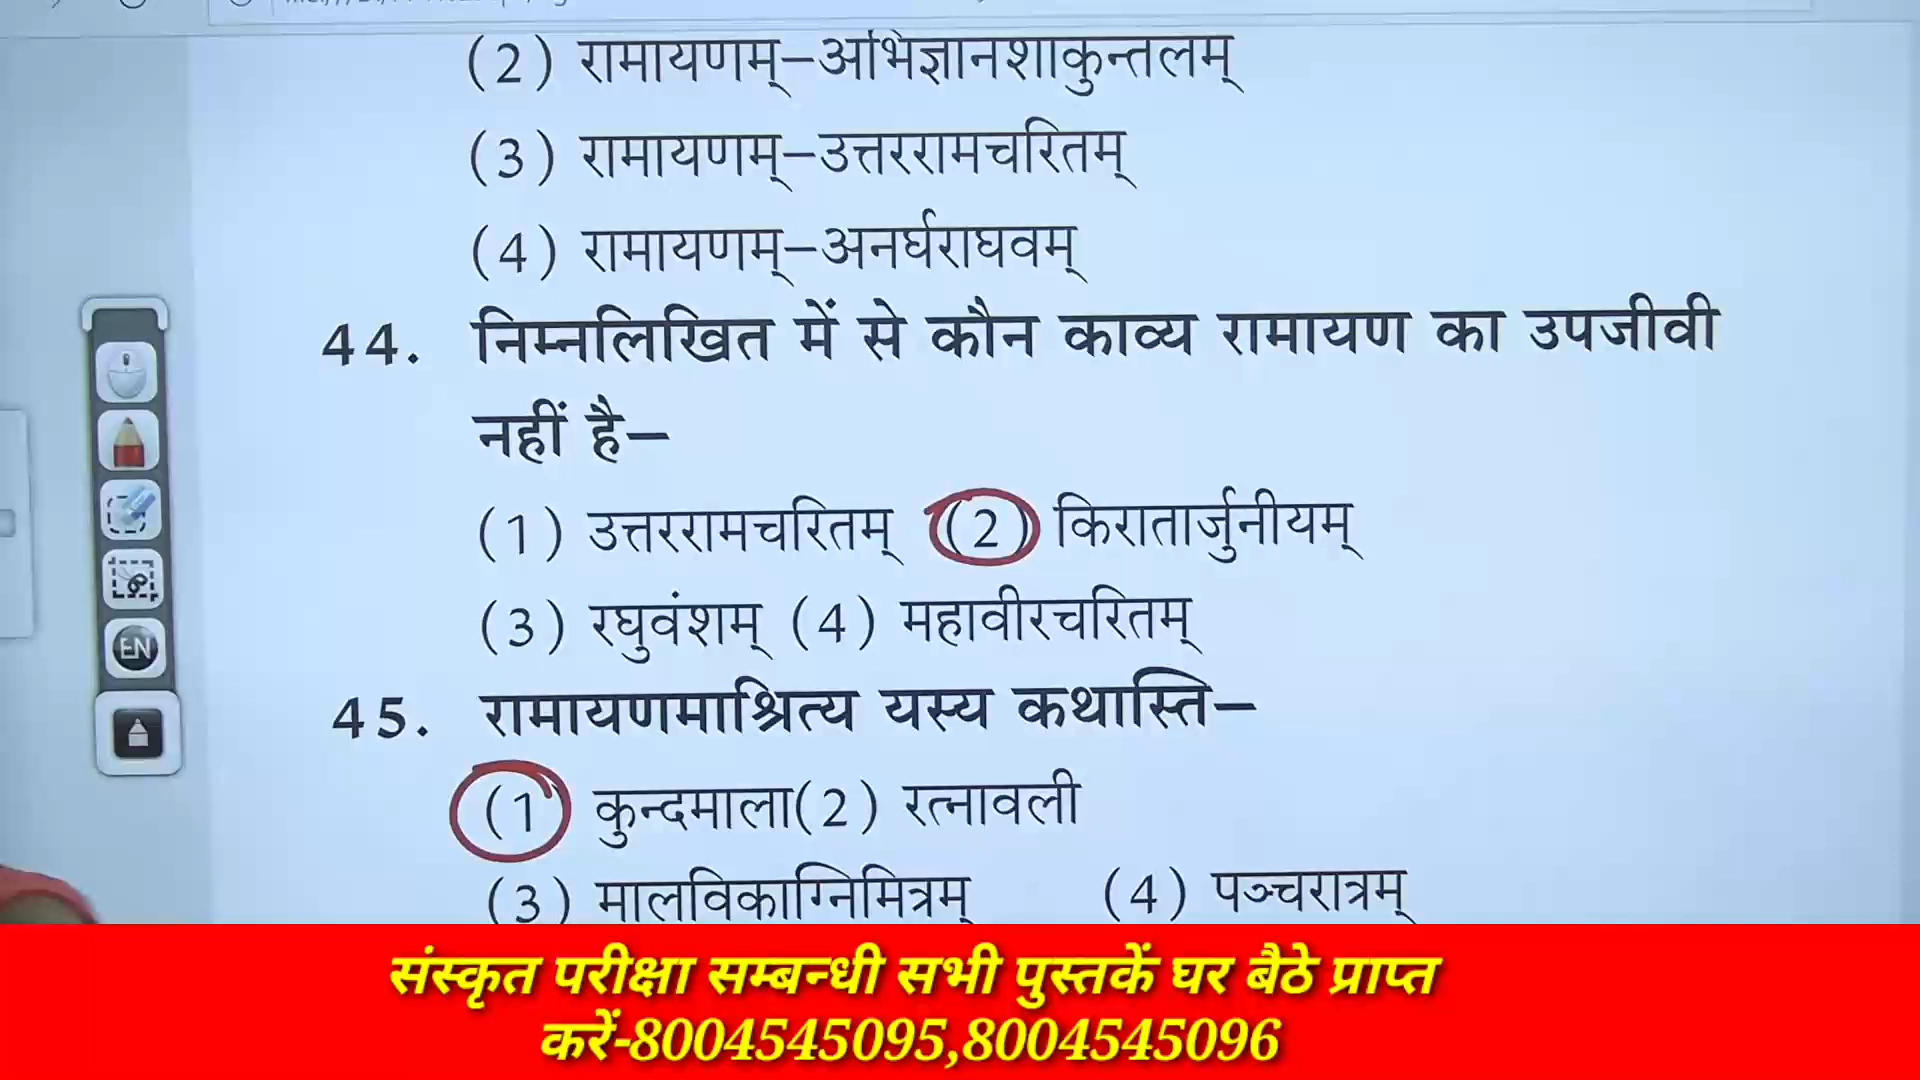 (2) रामायणम्–अभिज्ञानशाकुन्तलम्
(3) रामायणम्–उत्तररामचरितम्
(4) रामायणम्–अनर्घराघवम्
44. निम्नलिखित में से कौन काव्य रामायण का उपजीवी
नहीं है–
(1) उत्तररामचरितम् (2) किरातार्जुनीयम्
(3) रघुवंशम् (4) महावीरचरितम्
45. रामायणमाश्रित्य यस्य कथास्ति–
(1) कुन्दमाला(2) रत्नावली
(3) मालविकाग्निमित्रम् (4) पञ्चरात्रम्
EN
संस्कृत परीक्षा सम्बन्धी सभी पुस्तकें घर बैठे प्राप्त
करें-8004545095,8004545096